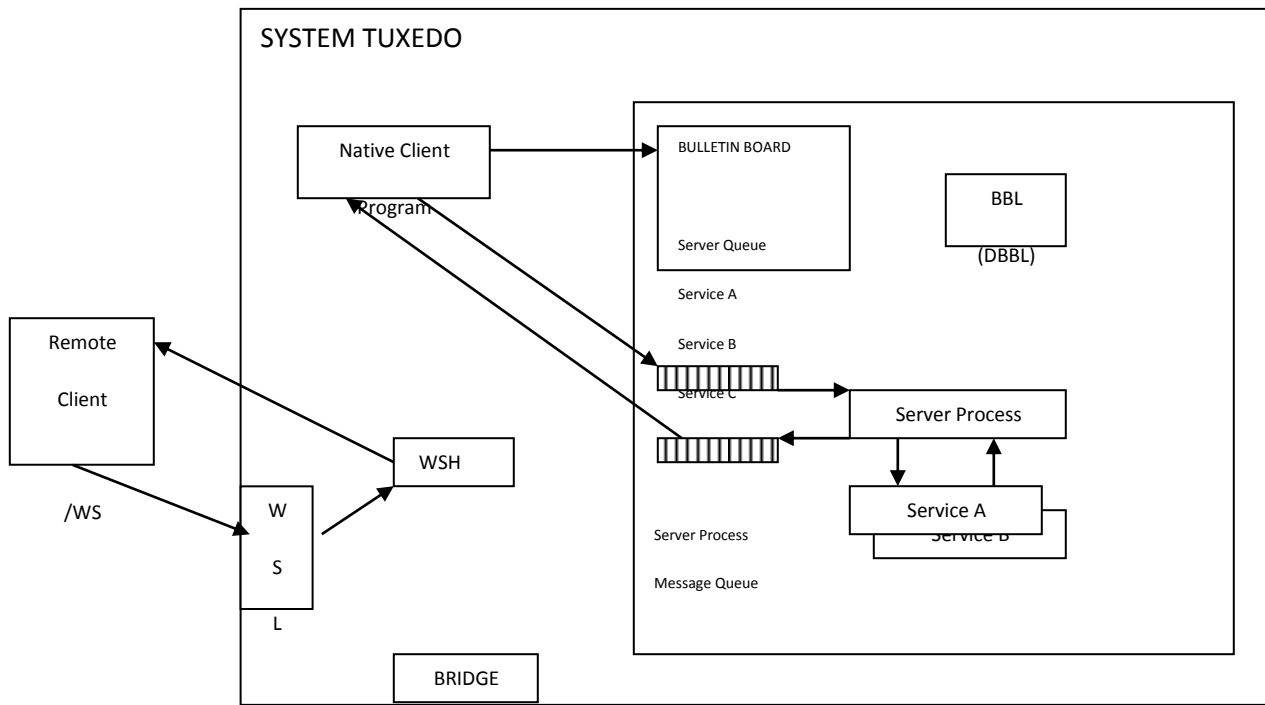 SYSTEM TUXEDO
Native Client
Program
BULLETIN BOARD
Server Queue
Service A
Service B
Service C
BBL
(DBBL)
Remote
Client
/WS
W
S
L
WSH
Server Process
Service A
Service B
Server Process
Message Queue
BRIDGE